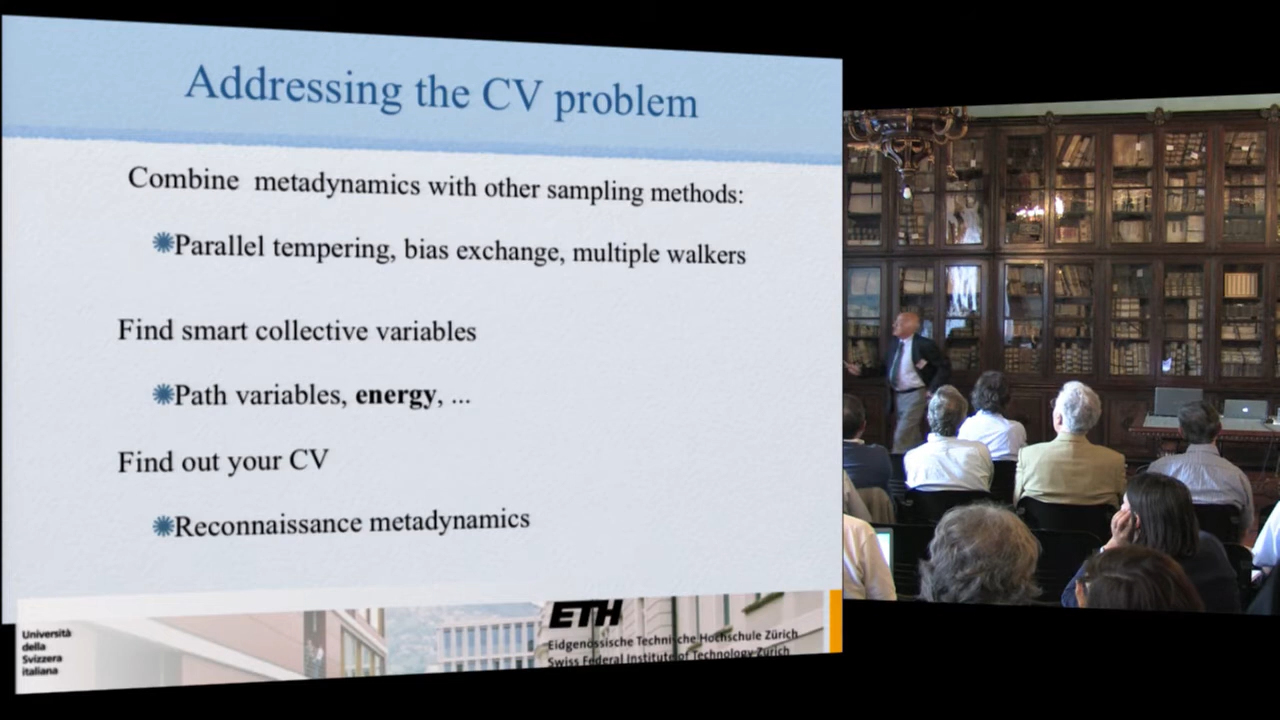 Addressing the CV problem
Combine metadynamics with other sampling methods:
Parallel tempering, bias exchange, multiple walkers
Find smart collective variables
Path variables, energy, ...
Find out your CV
Reconnaissance metadynamics
Università
della
Svizzera
italiana
ETH
Eidgenössische Technische Hochschule Zürich
Swiss Federal Institute of Technology Zurich